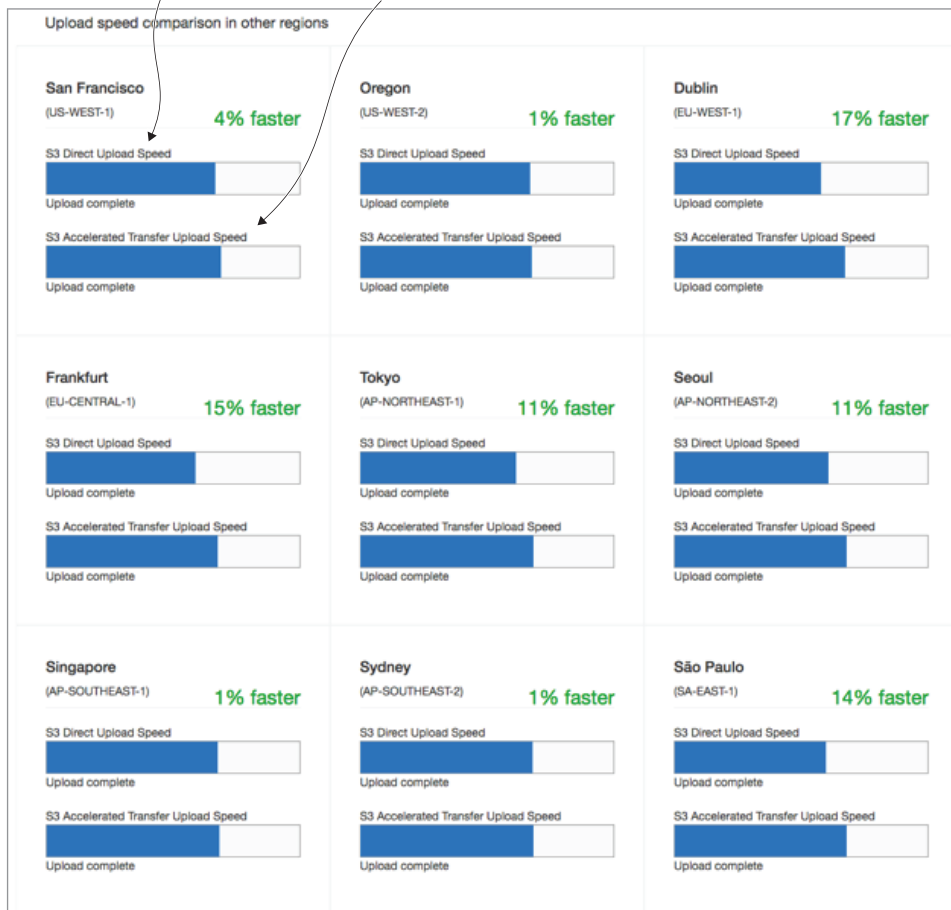 Upload speed comparison in other regions
San Francisco
(US-WEST-1)
4% faster
S3 Direct Upload Speed
Upload complete
S3 Accelerated Transfer Upload Speed
Upload complete
Oregon
(US-WEST-2)
1% faster
S3 Direct Upload Speed
Upload complete
S3 Accelerated Transfer Upload Speed
Upload complete
Dublin
(EU-WEST-1)
17% faster
S3 Direct Upload Speed
Upload complete
S3 Accelerated Transfer Upload Speed
Upload complete
Frankfurt
(EU-CENTRAL-1)
15% faster
S3 Direct Upload Speed
Upload complete
S3 Accelerated Transfer Upload Speed
Upload complete
Tokyo
(AP-NORTHEAST-1)
11% faster
S3 Direct Upload Speed
Upload complete
S3 Accelerated Transfer Upload Speed
Upload complete
Seoul
(AP-NORTHEAST-2)
11% faster
S3 Direct Upload Speed
Upload complete
S3 Accelerated Transfer Upload Speed
Upload complete
Singapore
(AP-SOUTHEAST-1)
1% faster
S3 Direct Upload Speed
Upload complete
S3 Accelerated Transfer Upload Speed
Upload complete
Sydney
(AP-SOUTHEAST-2)
1% faster
S3 Direct Upload Speed
Upload complete
S3 Accelerated Transfer Upload Speed
Upload complete
São Paulo
(SA-EAST-1)
14% faster
S3 Direct Upload Speed
Upload complete
S3 Accelerated Transfer Upload Speed
Upload complete